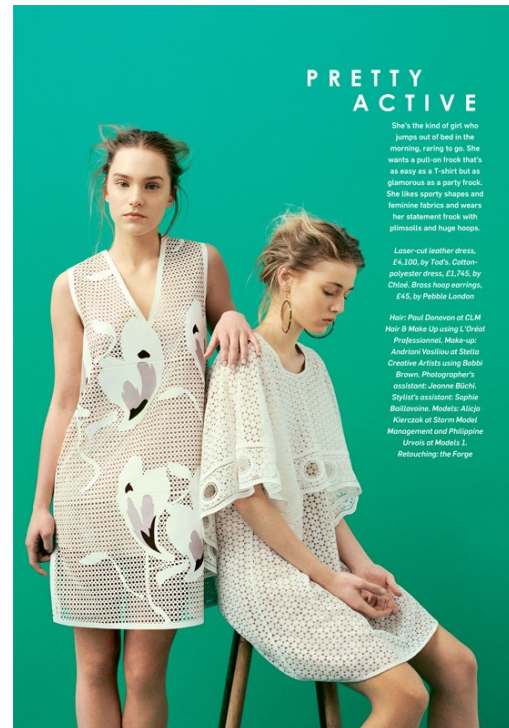 PRETTY
ACTIVE
She's the kind of girl who
jumps out of bed in the
morning, raring to go. She
wants a pull-on frock that's
as easy as a T-shirt but as
glamorous as a party frock.
She likes sporty shapes and
feminine fabrics and wears
her statement frock with
plimsolls and huge hoops.
Laser-cut leather dress,
£4,100, by Tod's. Cotton-
polyester dress, £1,745, by
Chloé. Brass hoop earrings,
£45, by Pebble London
Hair: Paul Donovan at CLM
Hair & Make Up using L'Oréal
Professionnel. Make-up:
Andriani Vasiliou at Stella
Creative Artists using Bobbi
Brown. Photographer's
assistant: Jeanne Büchi.
Stylist's assistant: Sophie
Baillavoine. Models: Alicja
Kierczak at Storm Model
Management and Philippine
Urvois at Models 1.
Retouching: the Forge